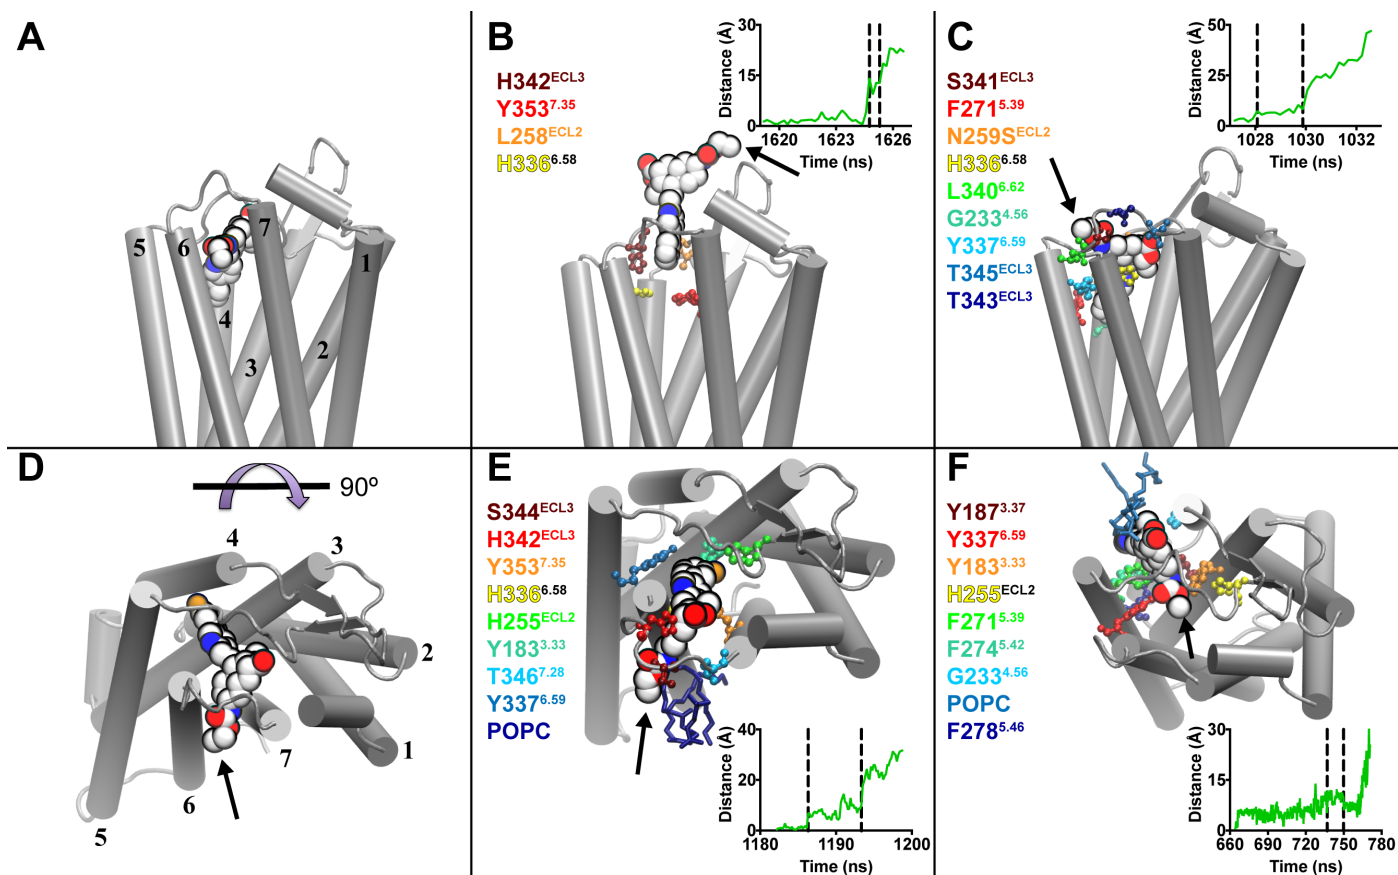 A
5
6
7
1
4
3
2
B
H342ECL3
Y3537.35
L258ECL2
H3366.58
Distance (Å)
30
15
0
1620
1623
1626
Time (ns)
C
S341ECL3
F2715.39
N259SECL2
H3366.58
L3406.62
G2334.56
Y3376.59
T345ECL3
T343ECL3
Distance (Å)
50
25
0
1028
1030
1032
Time (ns)
D
90º
4
3
2
1
7
6
5
E
S344ECL3
H342ECL3
Y3537.35
H3366.58
H255ECL2
Y1833.33
T3467.28
Y3376.59
POPC
Distance (Å)
40
20
0
1180
1190
1200
Time (ns)
F
Y1873.37
Y3376.59
Y1833.33
H255ECL2
F2715.39
F2745.42
G2334.56
POPC
F2785.46
Distance (Å)
30
15
0
660
690
720
750
780
Time (ns)